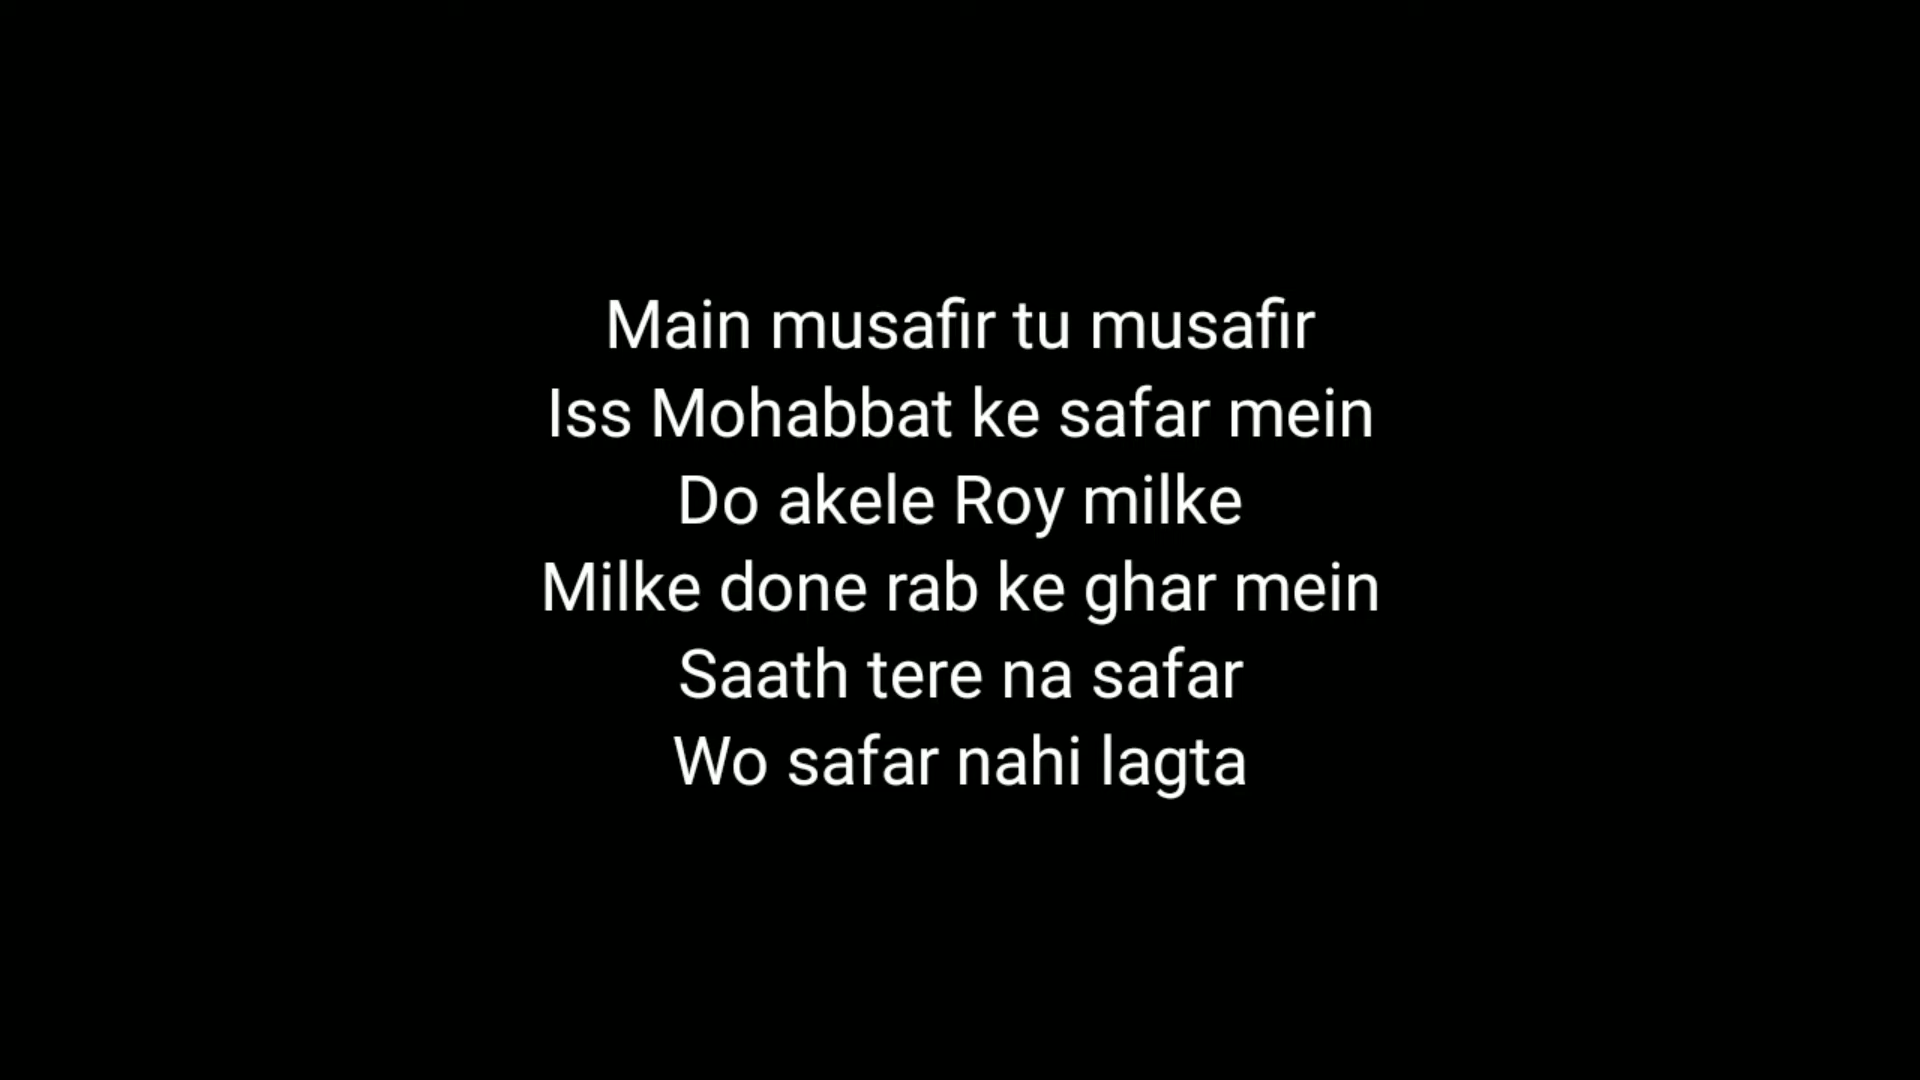 Main musafir tu musafir
Iss Mohabbat ke safar mein
Do akele Roy milke
Milke done rab ke ghar mein
Saath tere na safar
Wo safar nahi lagta